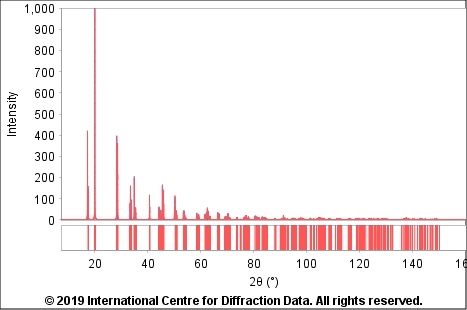 1,000
900
800
700
600
500
400
300
200
100
0
Intensity
20 40 60 80 100 120 140 16
2θ (°)
© 2019 International Centre for Diffraction Data. All rights reserved.